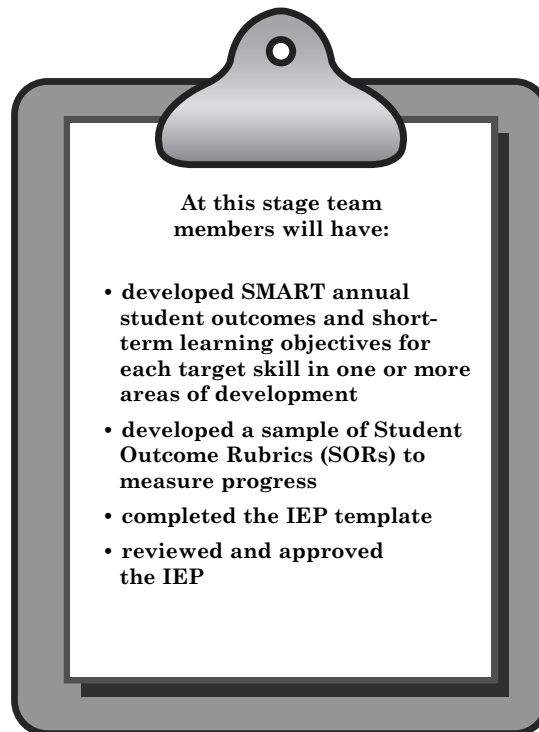 At this stage team
members will have:
• developed SMART annual
student outcomes and short-
term learning objectives for
each target skill in one or more
areas of development
• developed a sample of Student
Outcome Rubrics (SORs) to
measure progress
• completed the IEP template
• reviewed and approved
the IEP